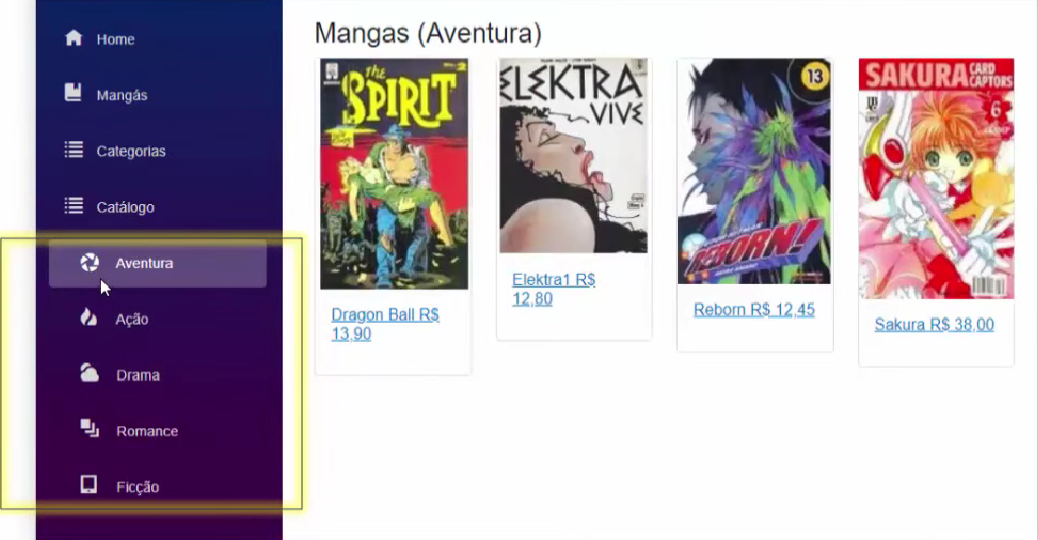 Home
Mangás
Categorias
Catálogo
Aventura
Ação
Drama
Romance
Ficção
Mangas (Aventura)
the
SPIRIT
Dragon Ball R$
13,90
ELEKTRA
VIVE
Elektra1 R$
12,80
13
REBORN!
Reborn R$ 12,45
SAKURA CARD
CAPTORS
6
Sakura R$ 38,00